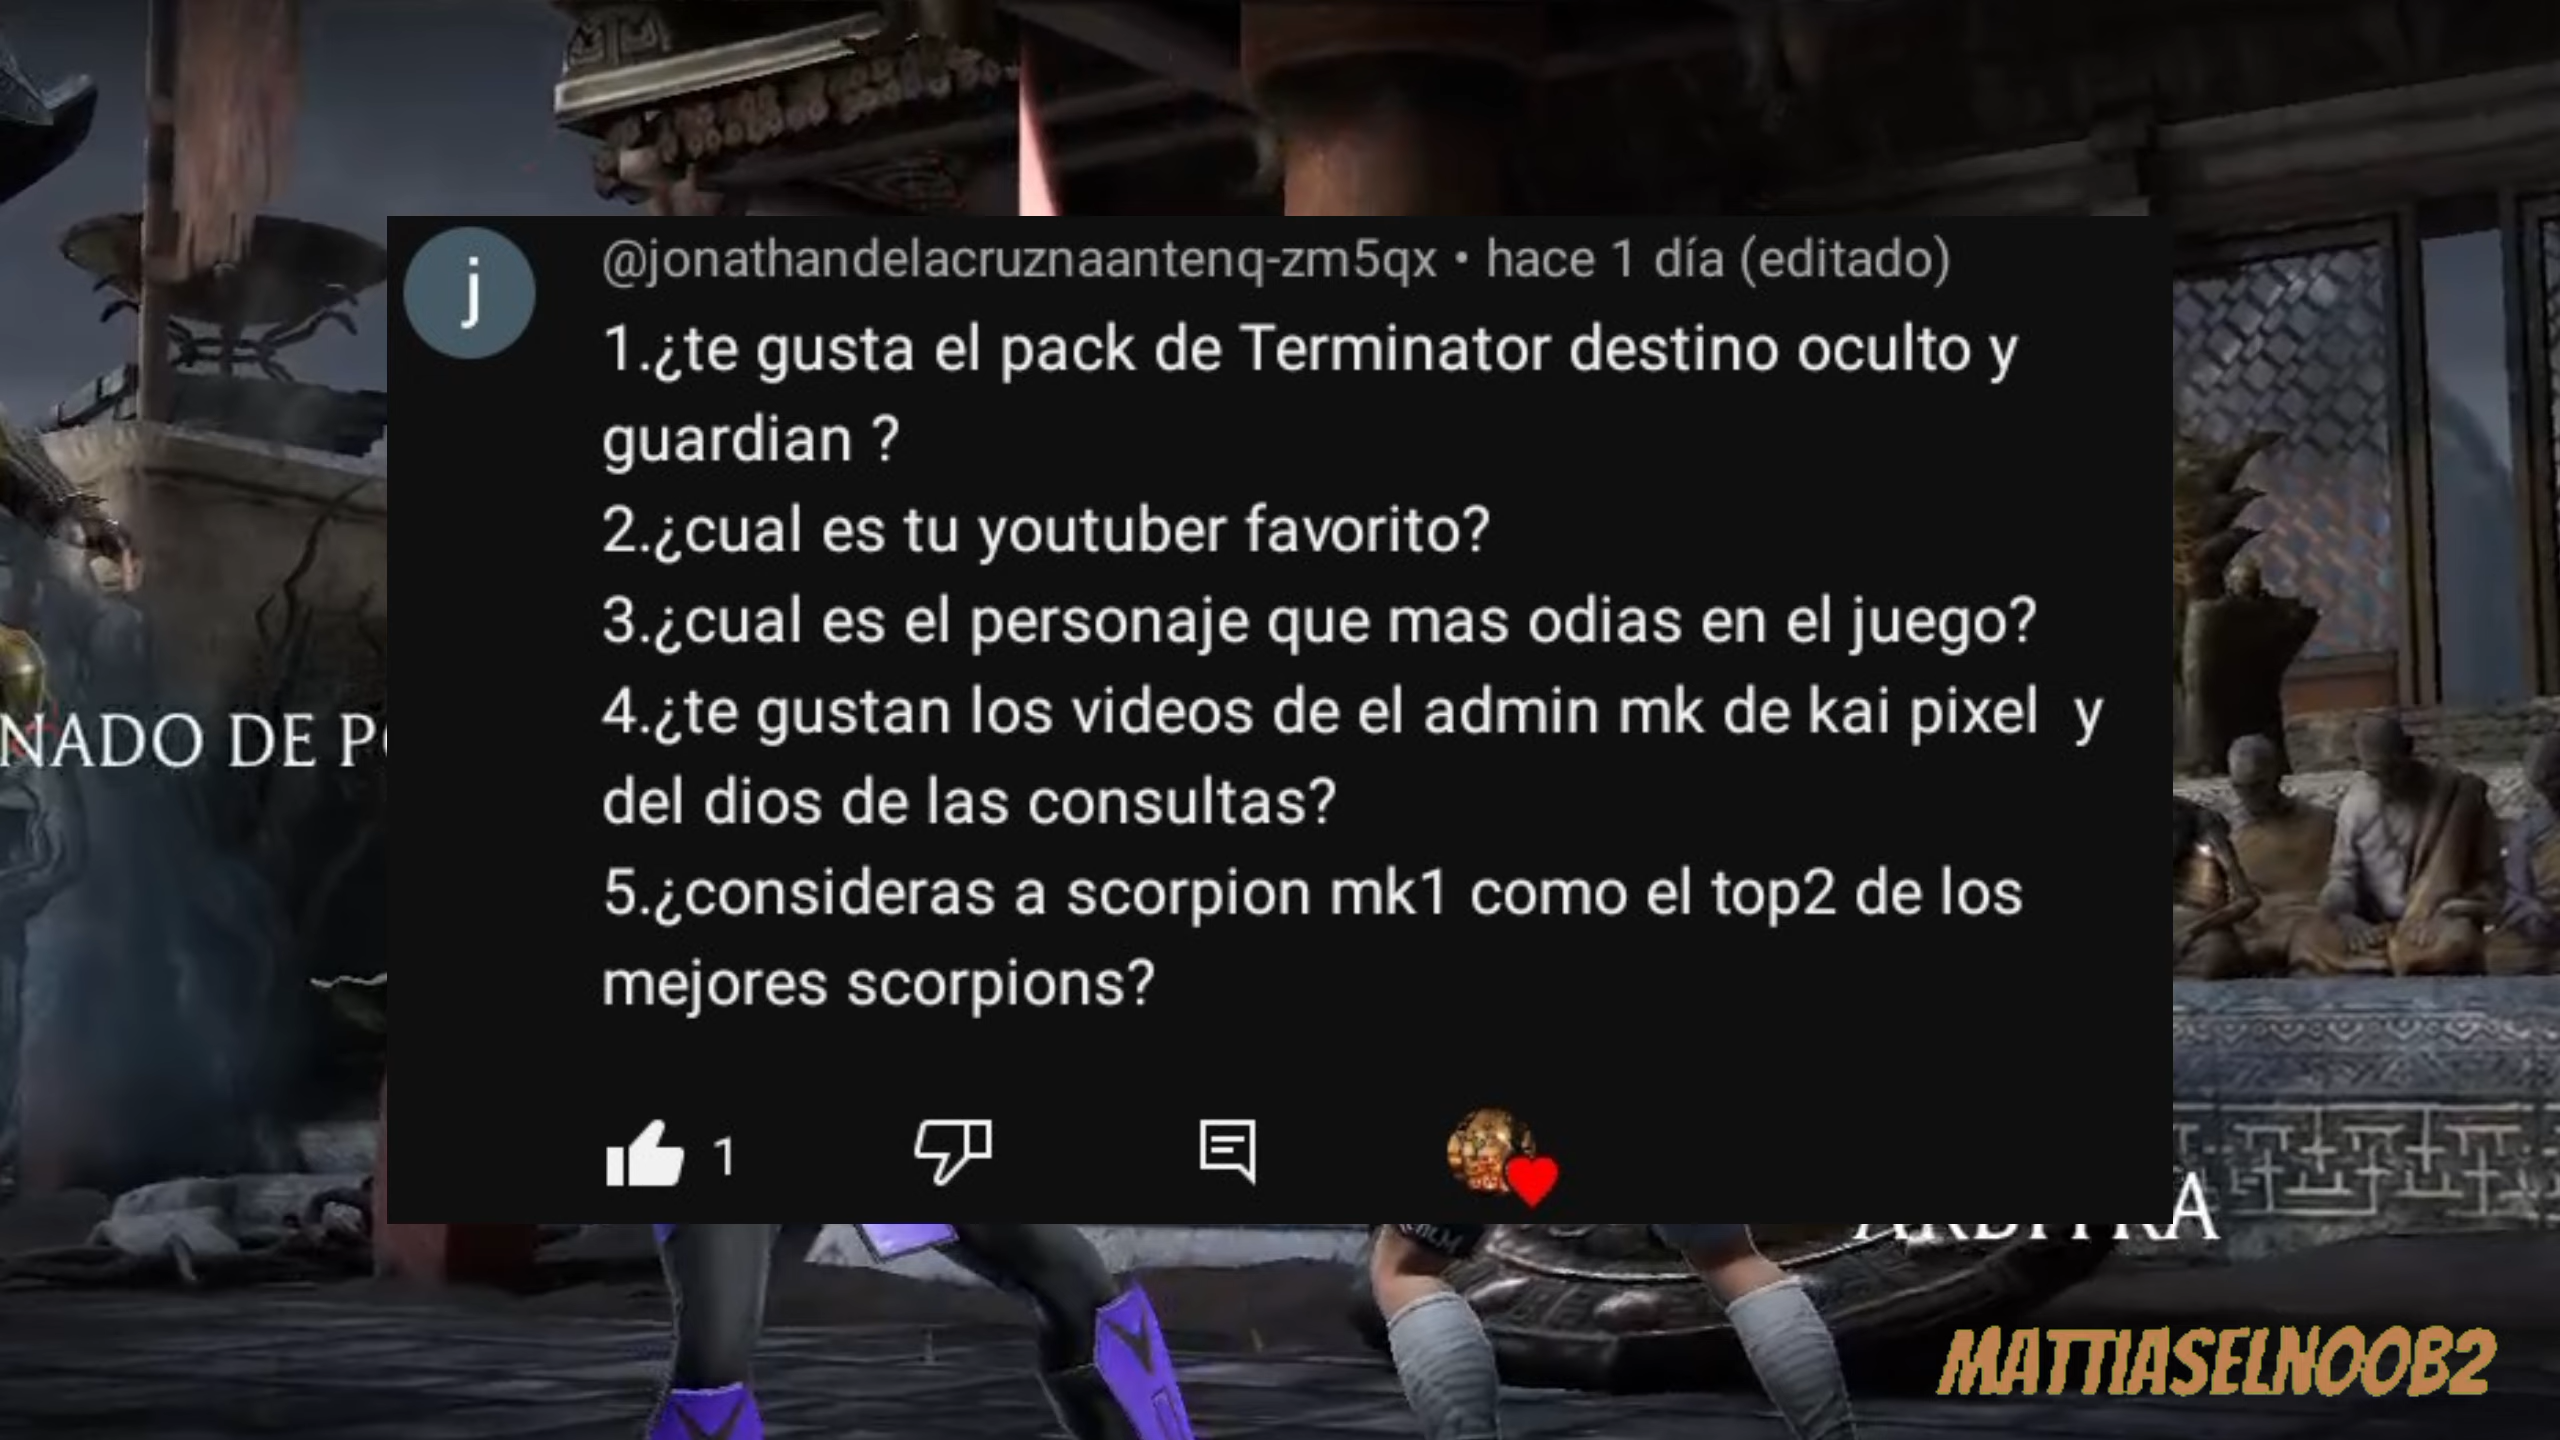 j
@jonathandelacruznaantenq-zm5qx • hace 1 día (editado)
1.¿te gusta el pack de Terminator destino oculto y
guardian ?
2.¿cual es tu youtuber favorito?
3.¿cual es el personaje que mas odias en el juego?
NADO DE P
4.¿te gustan los videos de el admin mk de kai pixel y
del dios de las consultas?
5.¿consideras a scorpion mk1 como el top2 de los
mejores scorpions?
1
ARBITRA
MATTIASELNOOB2